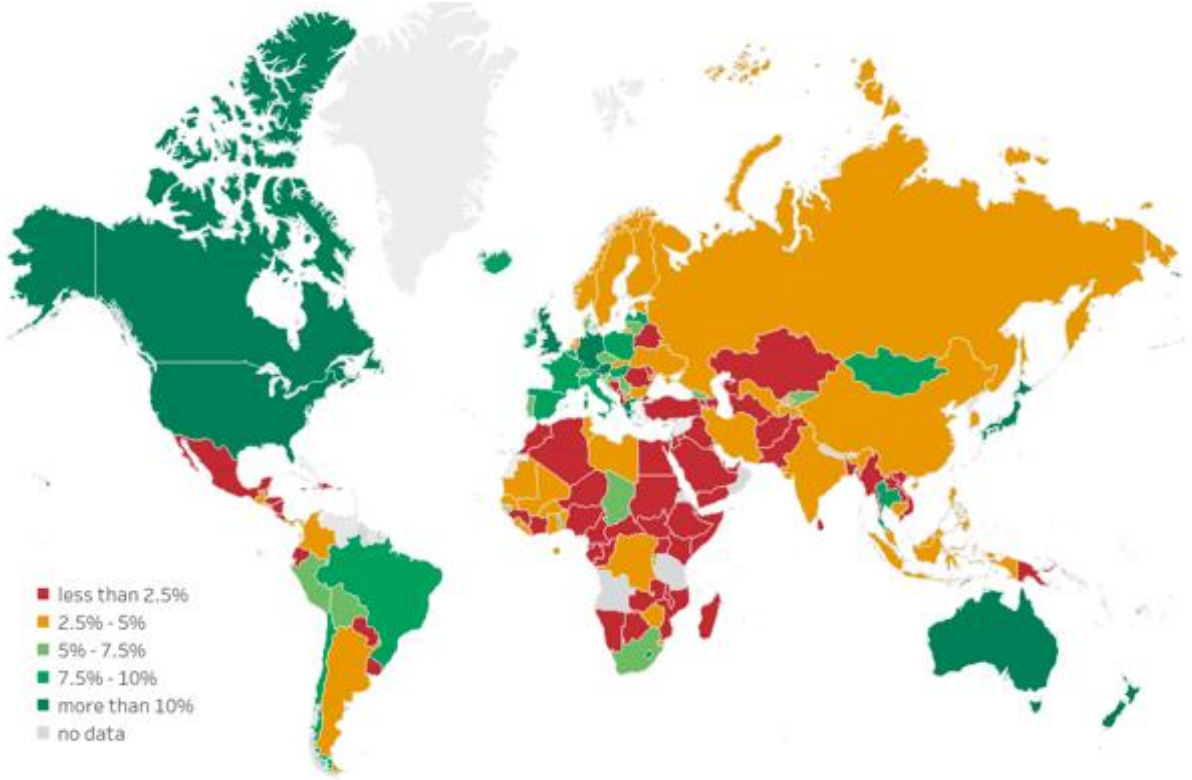 less than 2.5%
2.5% - 5%
5% - 7.5%
7.5% - 10%
more than 10%
no data